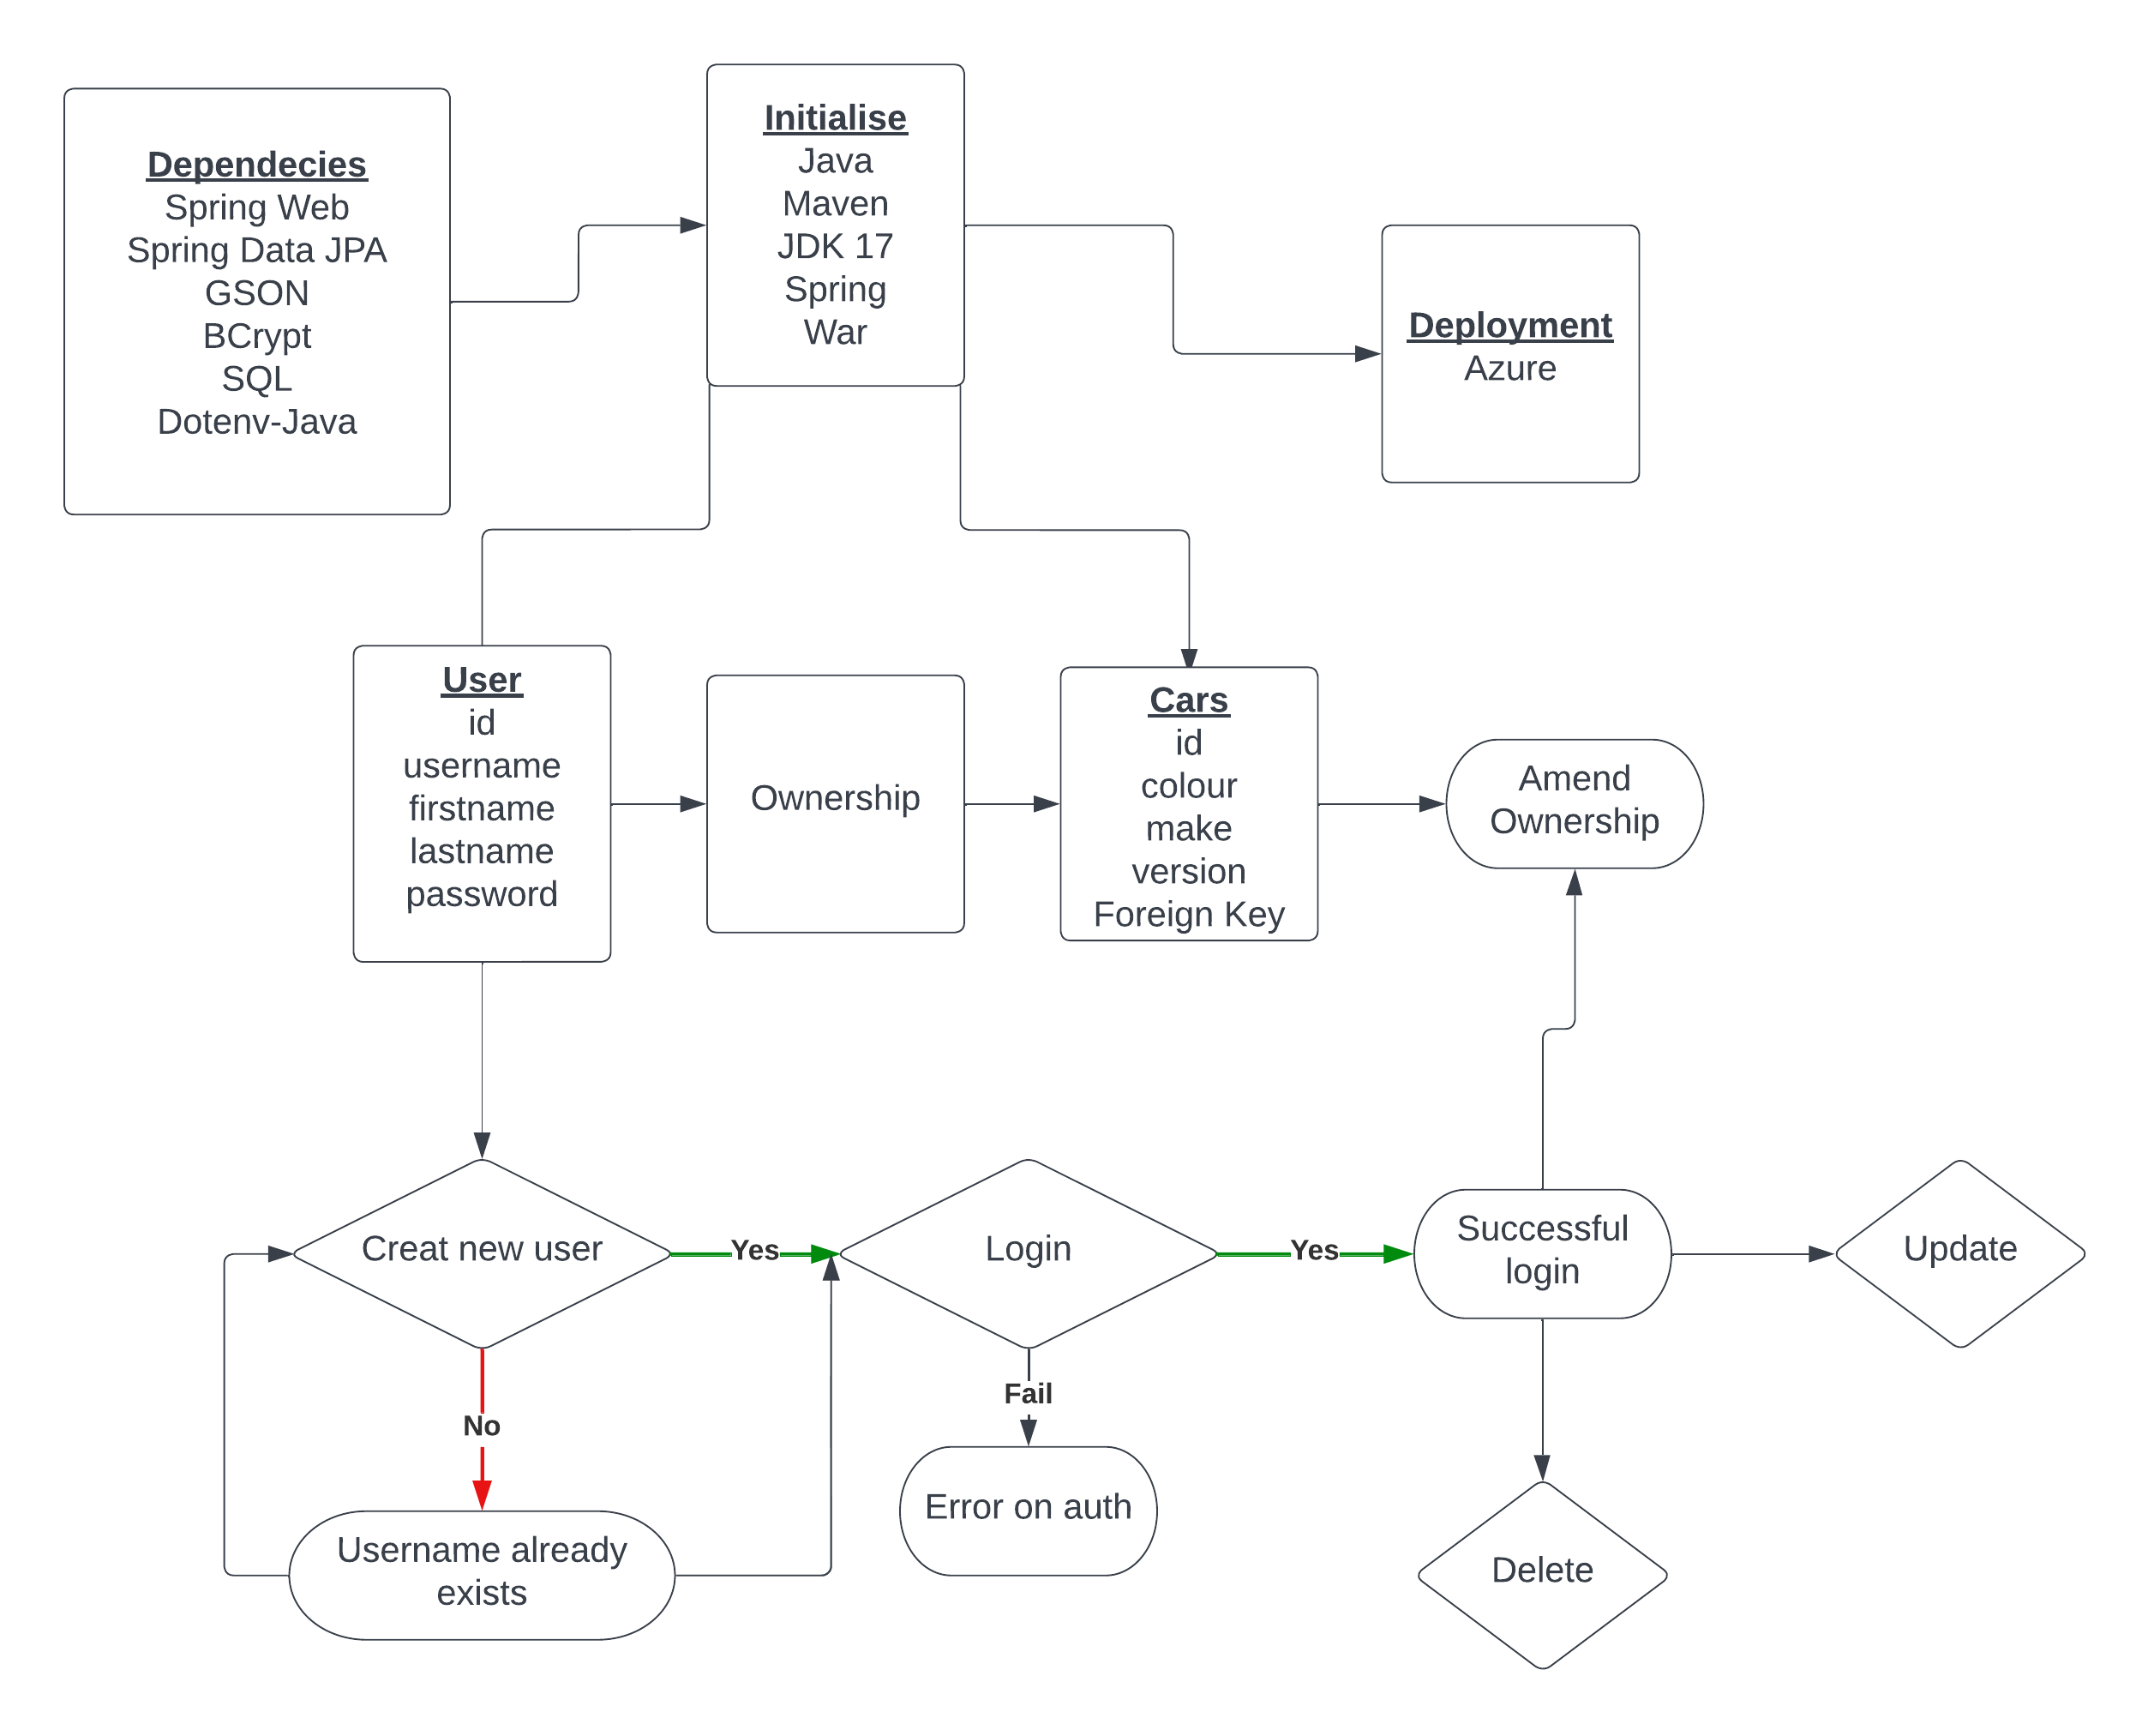 Dependecies
Spring Web
Spring Data JPA
GSON
BCrypt
SQL
Dotenv-Java
Initialise
Java
Maven
JDK 17
Spring
War
Deployment
Azure
User
id
username
firstname
lastname
password
Ownership
Cars
id
colour
make
version
Foreign Key
Amend
Ownership
Creat new user
Yes
Login
Yes
Successful
login
Update
No
Fail
Username already
exists
Error on auth
Delete